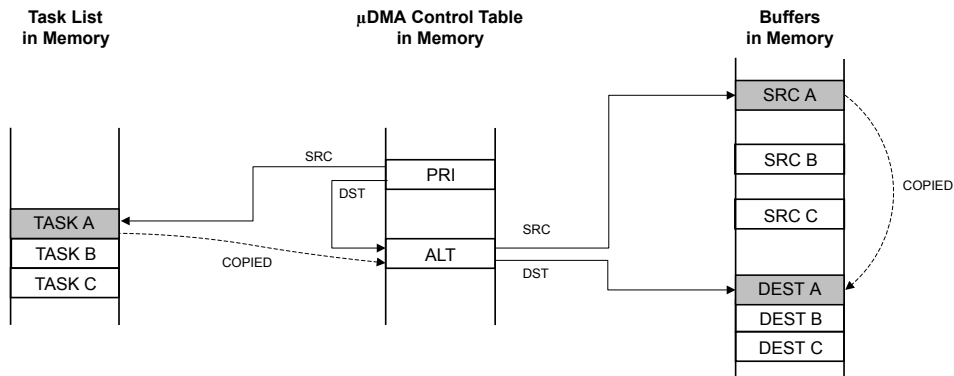 Task List
in Memory
µDMA Control Table
in Memory
Buffers
in Memory
SRC A
SRC
PRI
SRC B
DST
COPIED
TASK A
SRC C
SRC
TASK B
ALT
COPIED
DST
TASK C
DEST A
DEST B
DEST C